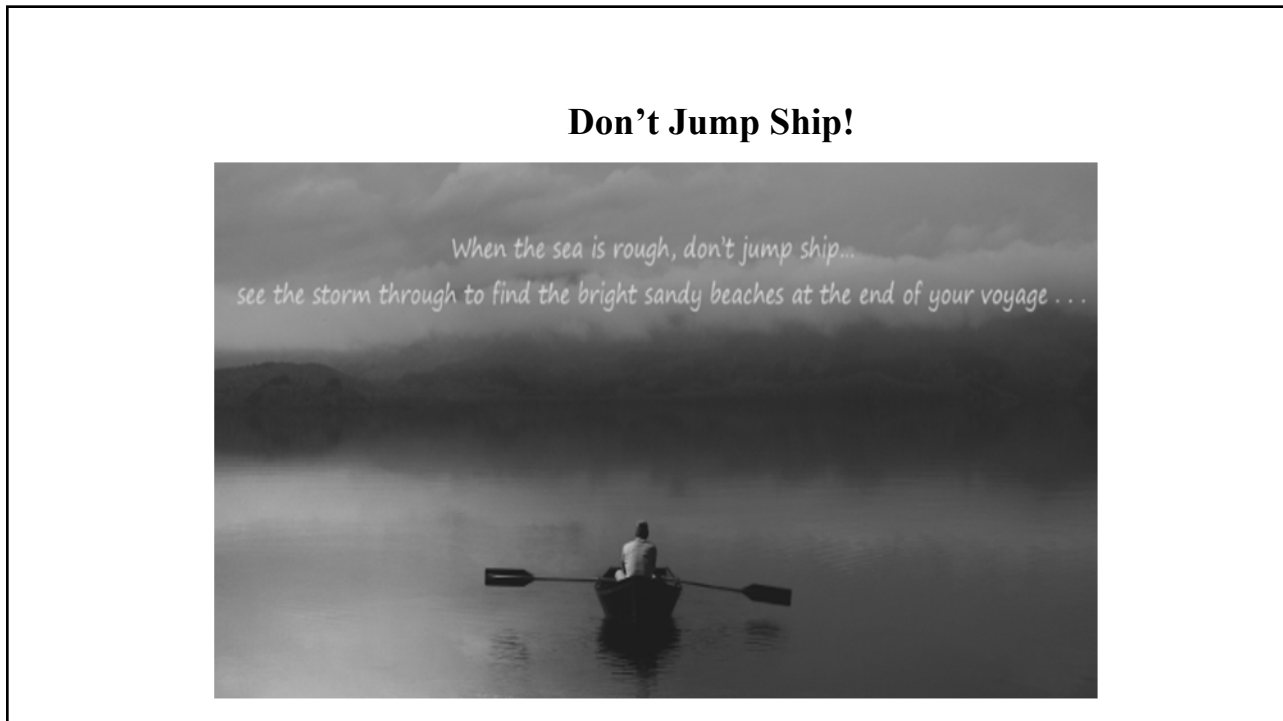 Don’t Jump Ship!
When the sea is rough, don't jump ship...
see the storm through to find the bright sandy beaches at the end of your voyage . . .